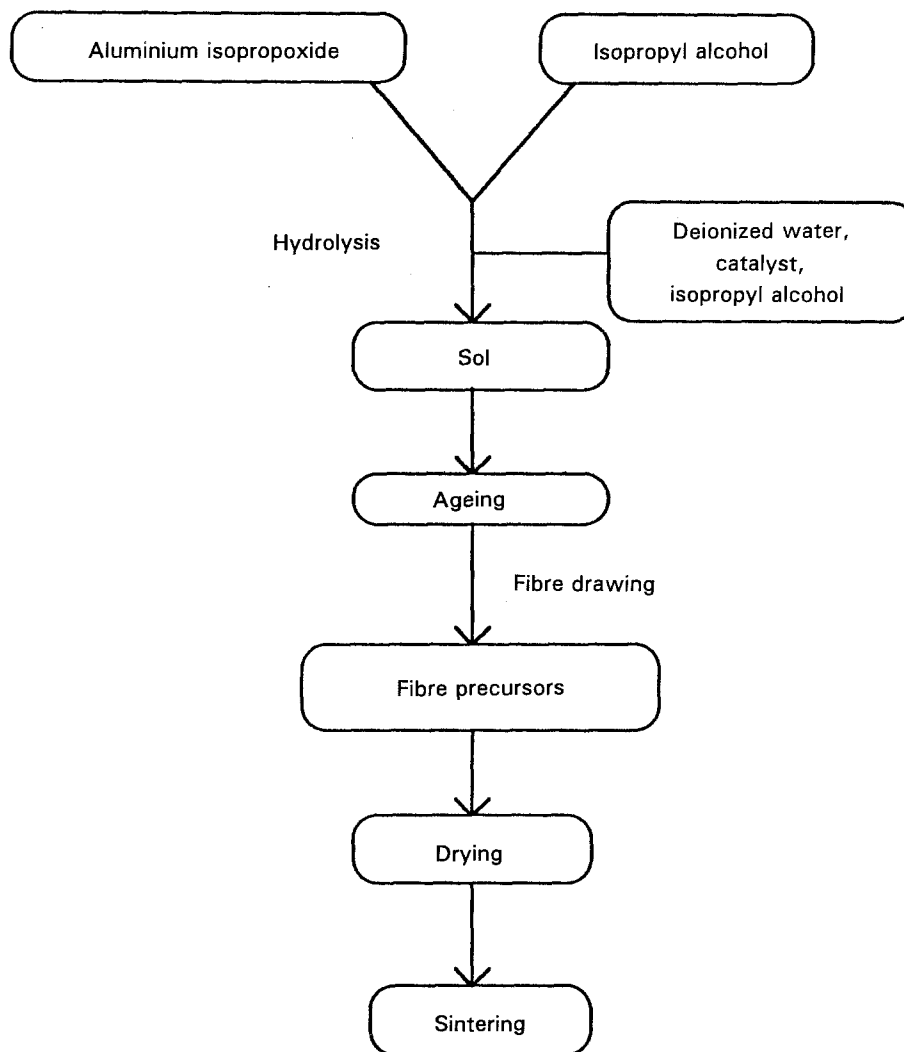 Aluminium isopropoxide
Isopropyl alcohol
Hydrolysis
Deionized water,
catalyst,
isopropyl alcohol
Sol
Ageing
Fibre drawing
Fibre precursors
Drying
Sintering